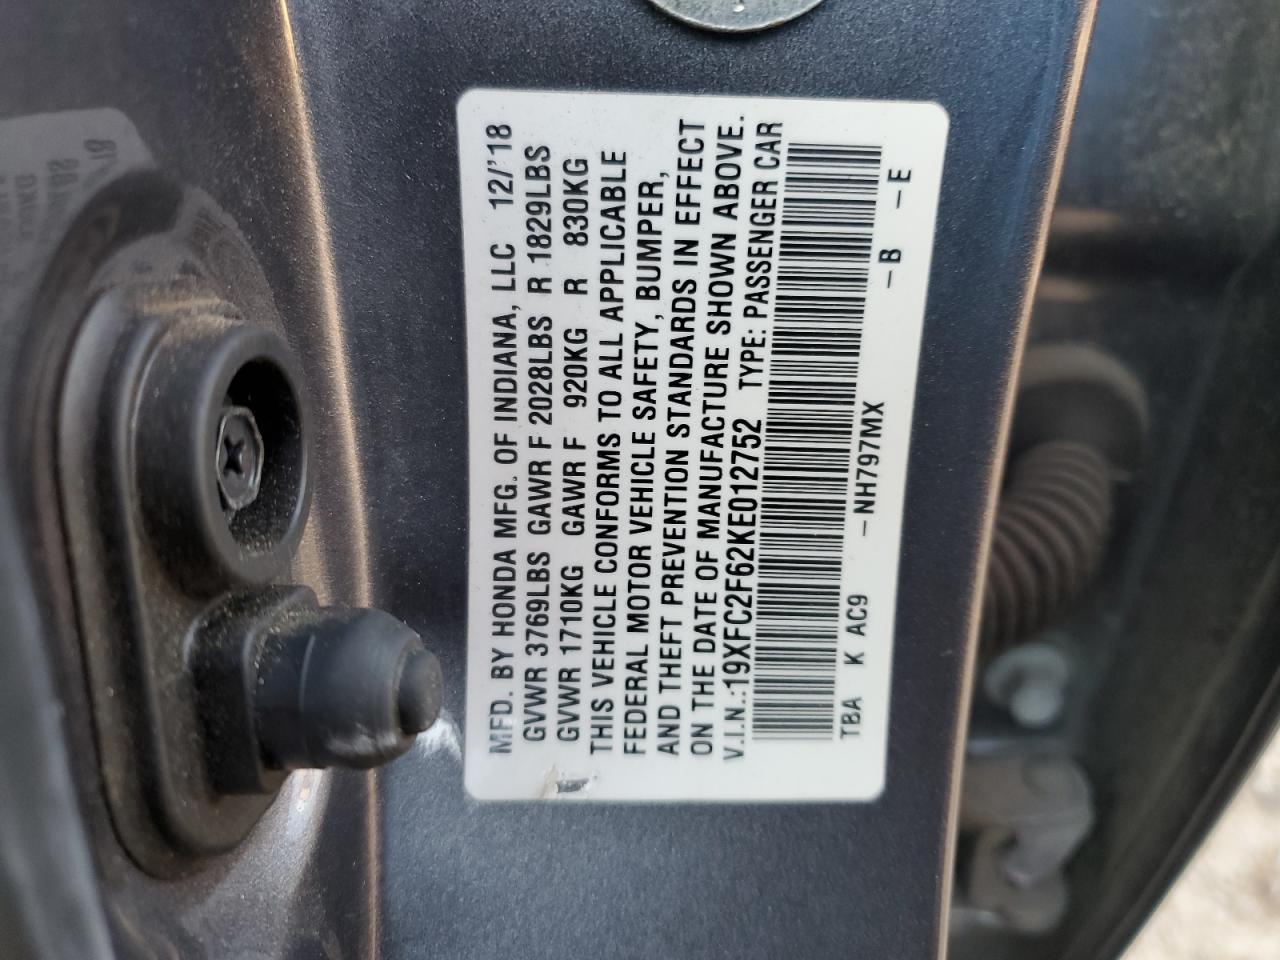 MFD. BY HONDA MFG. OF INDIANA, LLC 12/'18
GVWR 3769LBS GAWR F 2028LBS R 1829LBS
GVWR 1710KG GAWR F 920KG R 830KG
THIS VEHICLE CONFORMS TO ALL APPLICABLE
FEDERAL MOTOR VEHICLE SAFETY, BUMPER,
AND THEFT PREVENTION STANDARDS IN EFFECT
ON THE DATE OF MANUFACTURE SHOWN ABOVE.
V.I.N.:19XFC2F62KE012752 TYPE: PASSENGER CAR
TBA K AC9 -NH797MX -B -E